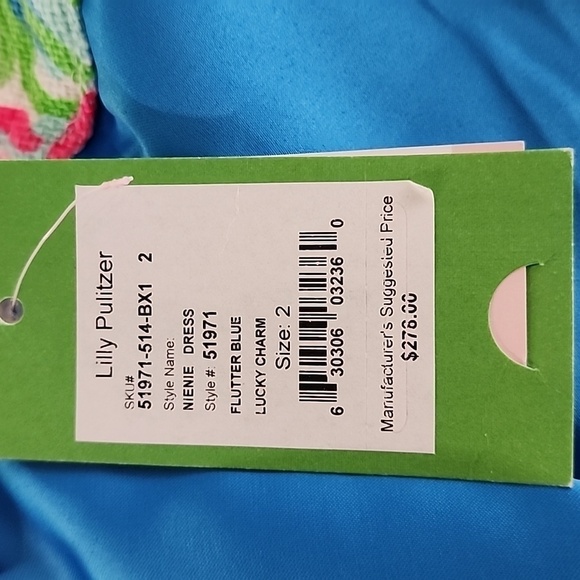 Lilly Pulitzer
SKU#
51971-514-BX1 2
Style Name:
NIENIE DRESS
Style #: 51971
FLUTTER BLUE
LUCKY CHARM
Size: 2
6 30306 03236 0
Manufacturer's Suggested Price
$278.00